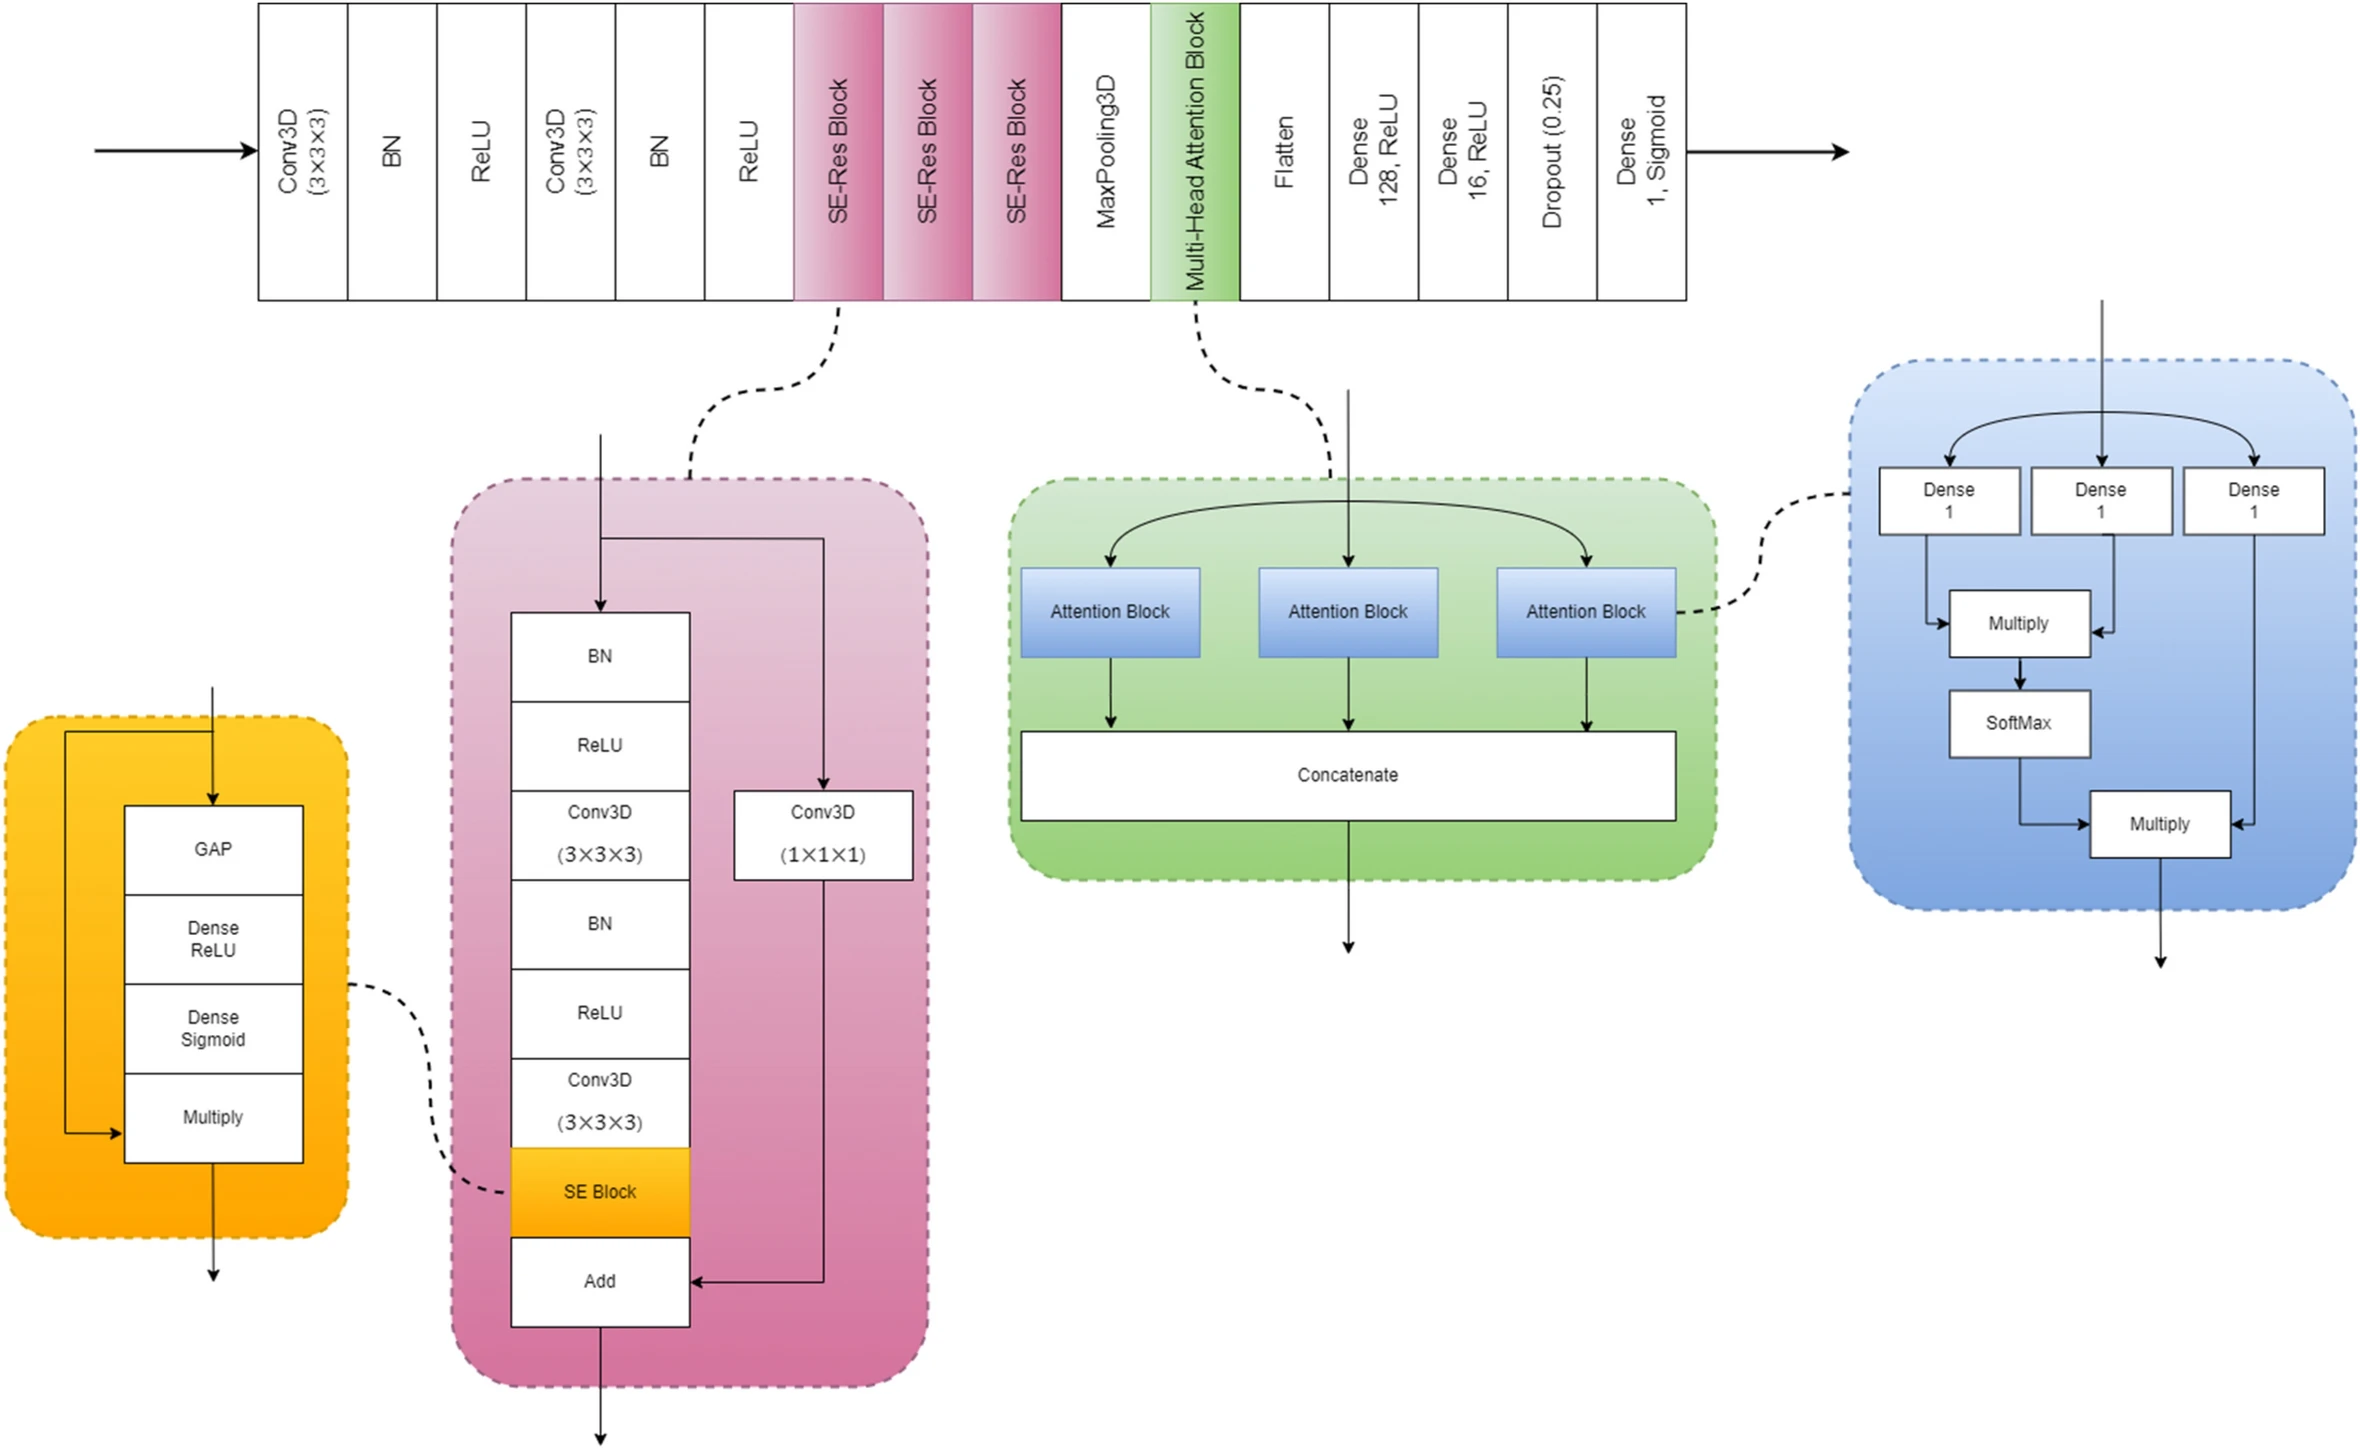 Conv3D
(3×3×3)
BN
ReLU
Conv3D
(3×3×3)
BN
ReLU
SE-Res Block
SE-Res Block
SE-Res Block
MaxPooling3D
Multi-Head Attention Block
Flatten
Dense
128, ReLU
Dense
16, ReLU
Dropout (0.25)
Dense
1, Sigmoid
GAP
Dense
ReLU
Dense
Sigmoid
Multiply
BN
ReLU
Conv3D
(3×3×3)
BN
ReLU
Conv3D
(3×3×3)
SE Block
Add
Conv3D
(1×1×1)
Attention Block
Attention Block
Attention Block
Concatenate
Dense
1
Dense
1
Dense
1
Multiply
SoftMax
Multiply